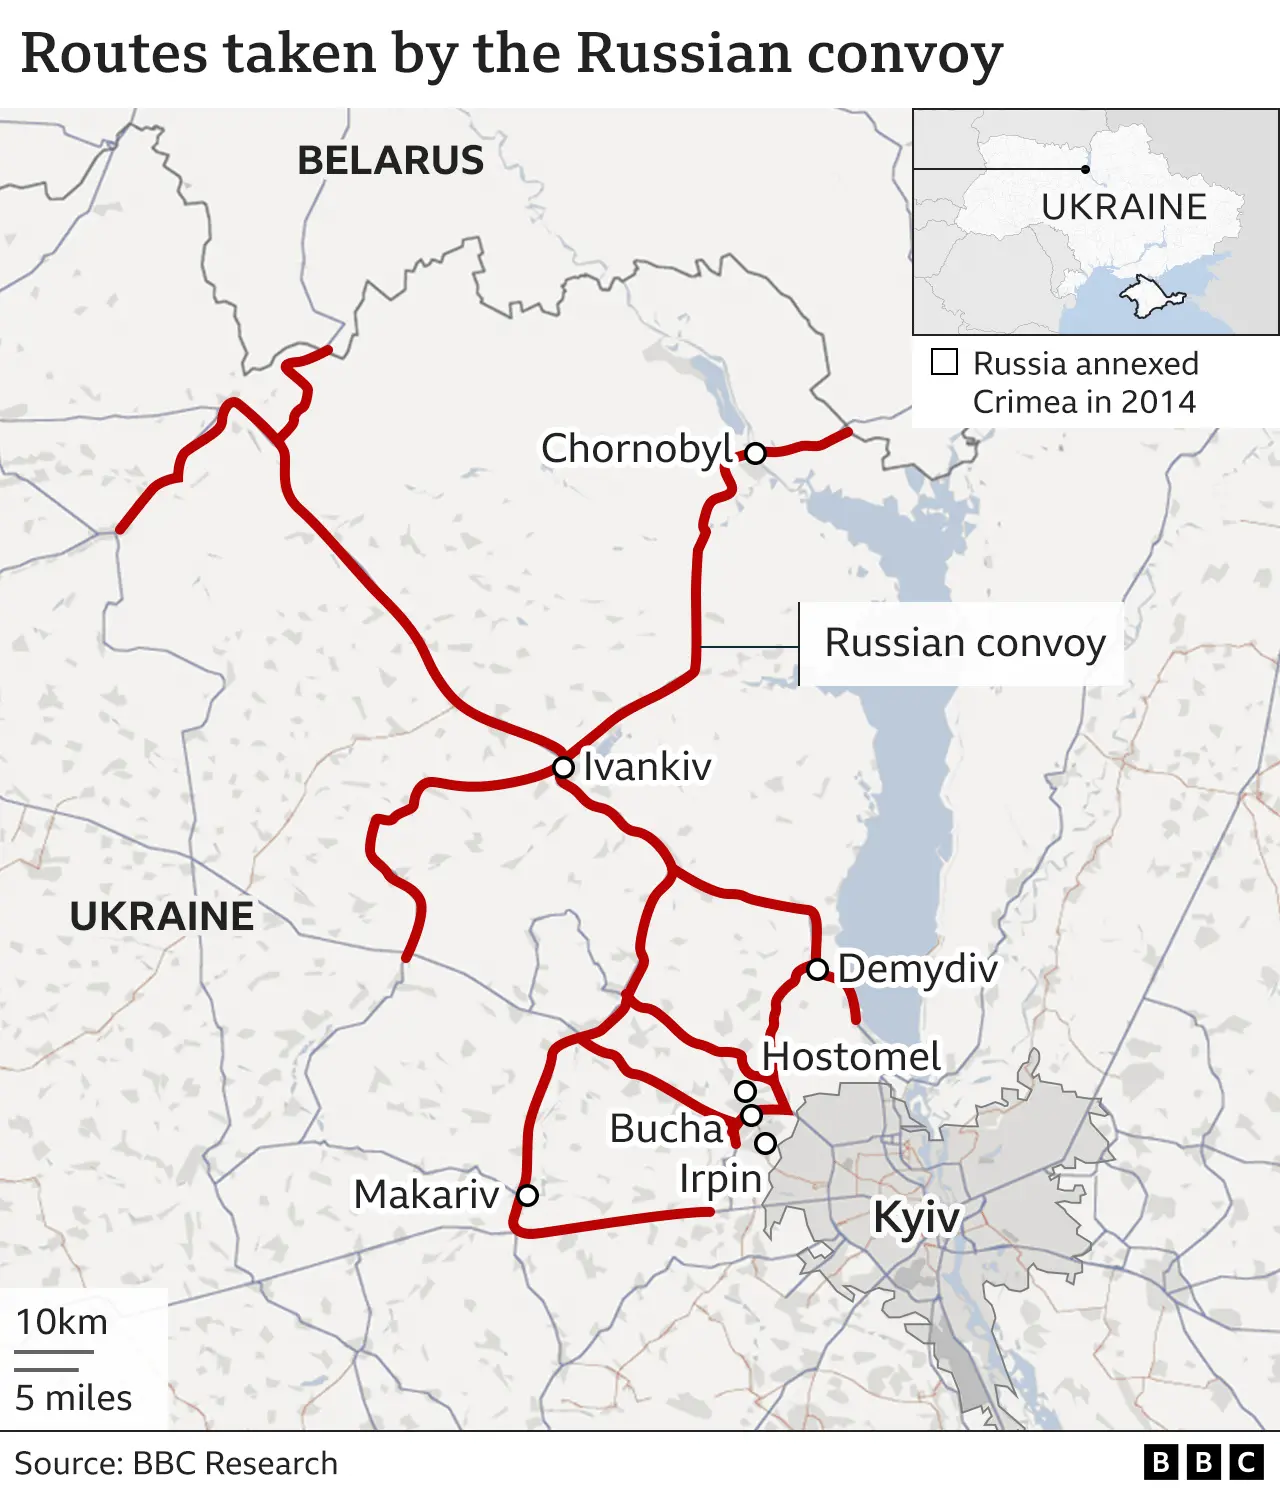 Routes taken by the Russian convoy
BELARUS
UKRAINE
Russia annexed
Crimea in 2014
Chornobyl
Russian convoy
Ivankiv
UKRAINE
Demydiv
Hostomel
Bucha
Irpin
Makariv
Kyiv
10km
5 miles
Source: BBC Research
BBC